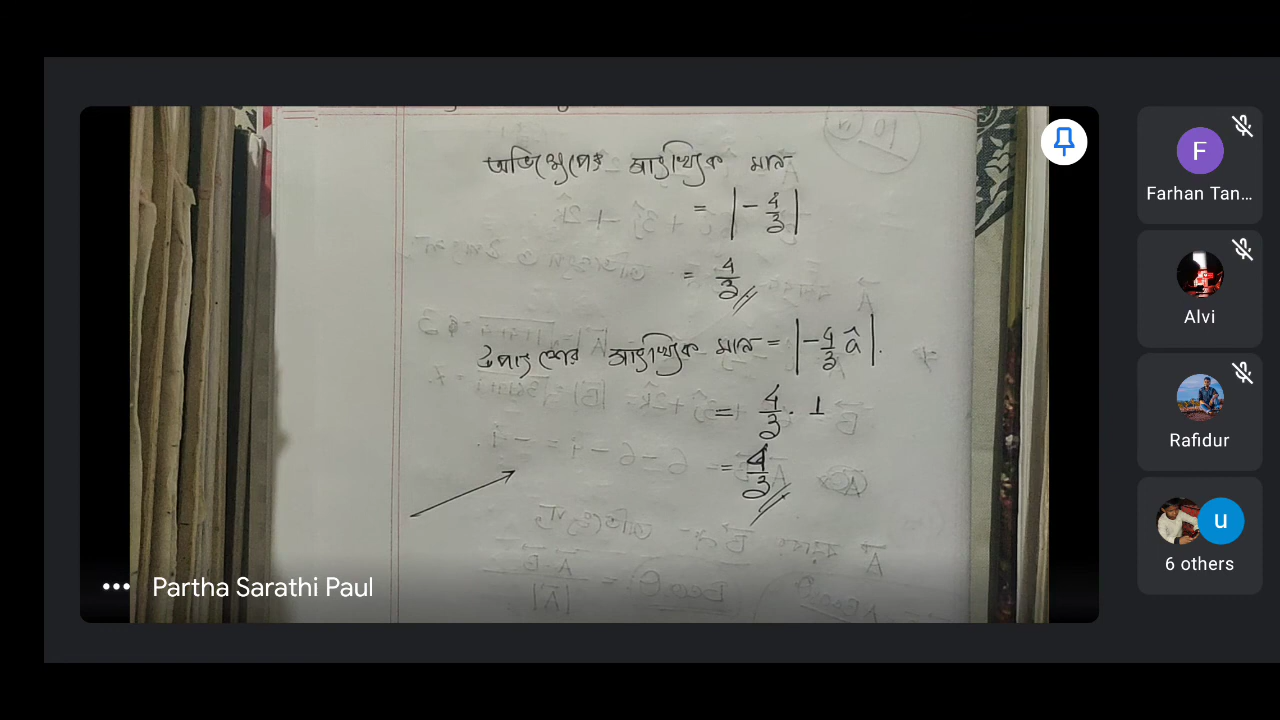 অভিক্ষেপের সাংখ্যিক মান
= |- 4/3|
= 4/3 //
উপাংশের সাংখ্যিক মান = |- 4/3 â|.
= 4/3 . 1
= 4/3 //
••• Partha Sarathi Paul
F
Farhan Tan...
Alvi
Rafidur
u
6 others